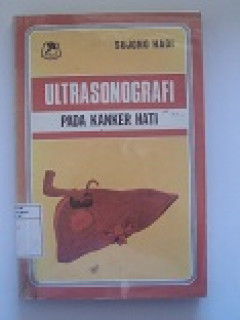 SUJONO HADI
ULTRASONOGRAFI
PADA KANKER HATI